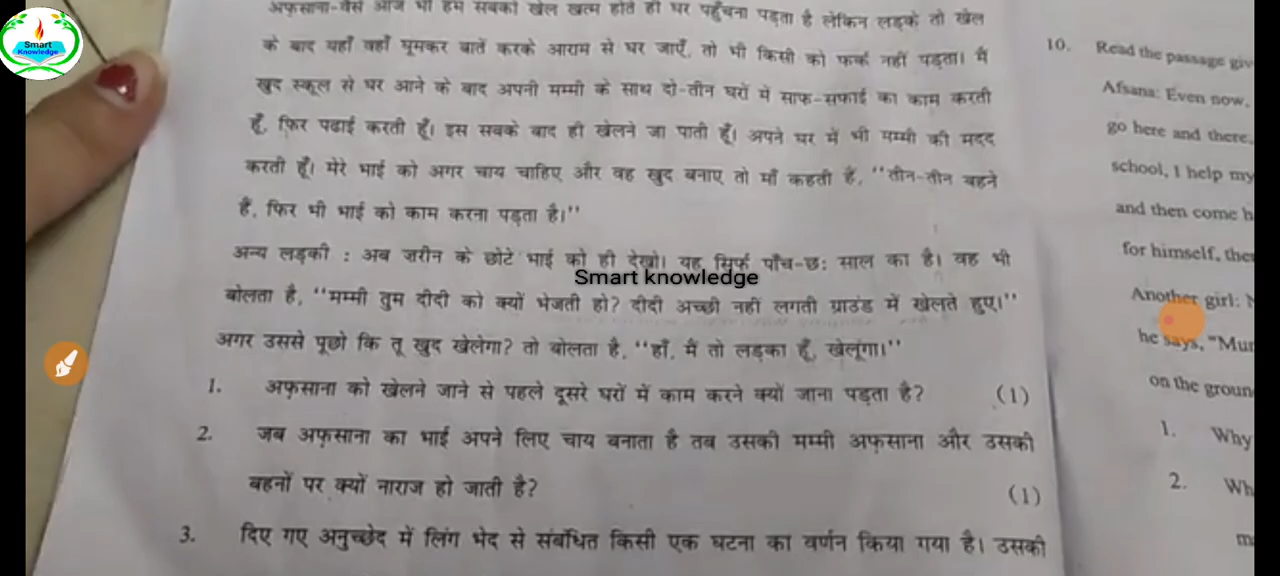 Smart
Knowledge
अफ़साना-वैसे आज भी हम सबको खेल खत्म होते ही घर पहुँचना पड़ता है लेकिन लड़के तो खेल
के बाद यहाँ वहाँ घूमकर बातें करके आराम से घर जाएँ, तो भी किसी को फर्क नहीं पड़ता। मैं
खुद स्कूल से घर आने के बाद अपनी मम्मी के साथ दो-तीन घरों में साफ-सफाई का काम करती
हूँ, फिर पढाई करती हूँ। इस सबके बाद ही खेलने जा पाती हूँ। अपने घर में भी मम्मी की मदद
करती हूँ। मेरे भाई को अगर चाय चाहिए और वह खुद बनाए तो माँ कहती हैं, "तीन-तीन बहने
हैं, फिर भी भाई को काम करना पड़ता है।"
अन्य लड़की : अब ज़रीन के छोटे भाई को ही देखो। यह सिर्फ पाँच-छः साल का है। वह भी
Smart knowledge
बोलता है, "मम्मी तुम दीदी को क्यों भेजती हो? दीदी अच्छी नहीं लगती ग्राउंड में खेलते हुए।"
अगर उससे पूछो कि तू खुद खेलेगा? तो बोलता है, "हाँ, मैं तो लड़का हूँ, खेलूंगा।"
1. अफ़साना को खेलने जाने से पहले दूसरे घरों में काम करने क्यों जाना पड़ता है? (1)
2. जब अफ़साना का भाई अपने लिए चाय बनाता है तब उसकी मम्मी अफ़साना और उसकी
बहनों पर क्यों नाराज हो जाती है? (1)
3. दिए गए अनुच्छेद में लिंग भेद से संबंधित किसी एक घटना का वर्णन किया गया है। उसकी
10. Read the passage giv
Afsana: Even now,
go here and there,
school, I help my
and then come h
for himself, the
Another girl:
he says, "Mu
on the groun
1. Why
2. Wh